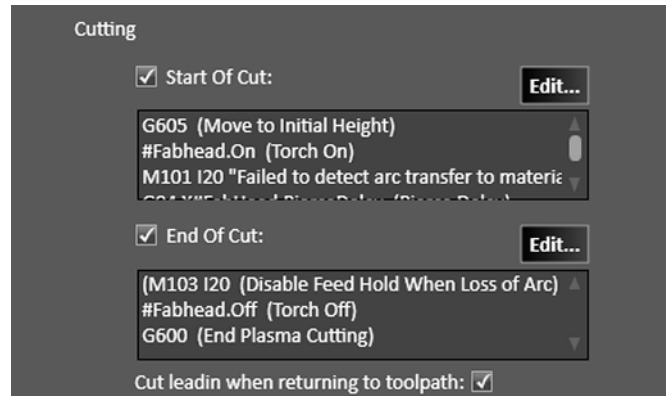 Cutting
Start Of Cut:
Edit...
G605 (Move to Initial Height)
#Fabhead.On (Torch On)
M101 I20 "Failed to detect arc transfer to materia
End Of Cut:
Edit...
(M103 I20 (Disable Feed Hold When Loss of Arc)
#Fabhead.Off (Torch Off)
G600 (End Plasma Cutting)
Cut leadin when returning to toolpath: